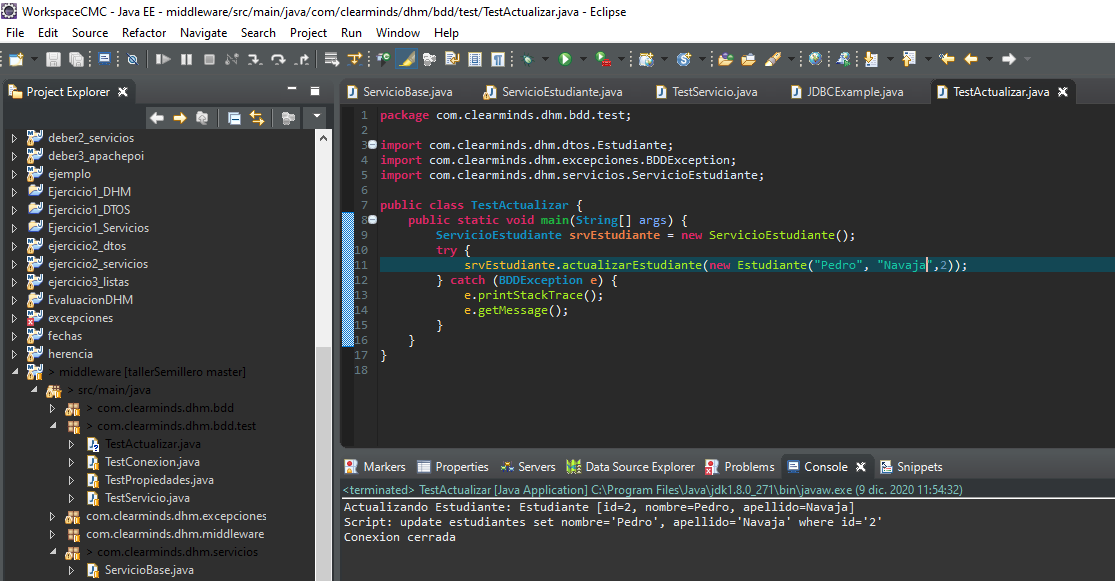 WorkspaceCMC - Java EE - middleware/src/main/java/com/clearminds/dhm/bdd/test/TestActualizar.java - Eclipse
File Edit Source Refactor Navigate Search Project Run Window Help
Project Explorer
ServicioBase.java ServicioEstudiante.java TestServicio.java JDBCExample.java TestActualizar.java
deber2_servicios
deber3_apachepoi
ejemplo
Ejercicio1_DHM
Ejercicio1_DTOS
Ejercicio1_Servicios
ejercicio2_dtos
ejercicio2_servicios
ejercicio3_listas
EvaluacionDHM
excepciones
fechas
herencia
> middleware [tallerSemillero master]
> src/main/java
> com.clearminds.dhm.bdd
> com.clearminds.dhm.bdd.test
TestActualizar.java
TestConexion.java
TestPropiedades.java
TestServicio.java
com.clearminds.dhm.excepciones
com.clearminds.dhm.middleware
> com.clearminds.dhm.servicios
ServicioBase.java
1 package com.clearminds.dhm.bdd.test;
2
3 import com.clearminds.dhm.dtos.Estudiante;
4 import com.clearminds.dhm.excepciones.BDDException;
5 import com.clearminds.dhm.servicios.ServicioEstudiante;
6
7 public class TestActualizar {
8 public static void main(String[] args) {
9 ServicioEstudiante srvEstudiante = new ServicioEstudiante();
10 try {
11 srvEstudiante.actualizarEstudiante(new Estudiante("Pedro", "Navaja",2));
12 } catch (BDDException e) {
13 e.printStackTrace();
14 e.getMessage();
15 }
16 }
17 }
18
Markers Properties Servers Data Source Explorer Problems Console Snippets
<terminated> TestActualizar [Java Application] C:\Program Files\Java\jdk1.8.0_271\bin\javaw.exe (9 dic. 2020 11:54:32)
Actualizando Estudiante: Estudiante [id=2, nombre=Pedro, apellido=Navaja]
Script: update estudiantes set nombre='Pedro', apellido='Navaja' where id='2'
Conexion cerrada